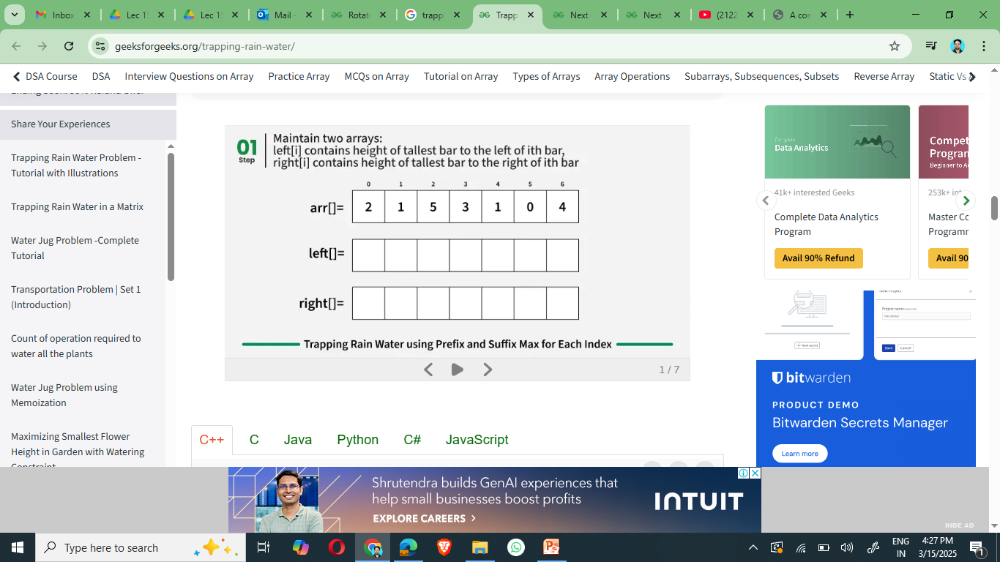 Inbox
Lec 1
Lec 1
Mail -
Rotat
trapp
Trapp
Next
Next
(2122
A con
geeksforgeeks.org/trapping-rain-water/
DSA Course DSA Interview Questions on Array Practice Array MCQs on Array Tutorial on Array Types of Arrays Array Operations Subarrays, Subsequences, Subsets Reverse Array Static Vs
Share Your Experiences
Trapping Rain Water Problem -
Tutorial with Illustrations
Trapping Rain Water in a Matrix
Water Jug Problem -Complete
Tutorial
Transportation Problem | Set 1
(Introduction)
Count of operation required to
water all the plants
Water Jug Problem using
Memoization
Maximizing Smallest Flower
Height in Garden with Watering
Constraint
01
Step
Maintain two arrays:
left[i] contains height of tallest bar to the left of ith bar,
right[i] contains height of tallest bar to the right of ith bar
0 1 2 3 4 5 6
arr[]= 2 1 5 3 1 0 4
left[]=
right[]=
Trapping Rain Water using Prefix and Suffix Max for Each Index
1 / 7
C++ C Java Python C# JavaScript
Complete
Data Analytics
41k+ interested Geeks
Complete Data Analytics
Program
Avail 90% Refund
Compet
Program
Beginner to A
253k+ int
Master Co
Programm
Avail 90
New Project
Project name
+ New secret
Save Cancel
bitwarden
PRODUCT DEMO
Bitwarden Secrets Manager
Learn more
Shrutendra builds GenAI experiences that
help small businesses boost profits
EXPLORE CAREERS >
INTUIT
HIDE AD
Type here to search
ENG
IN
4:27 PM
3/15/2025
1